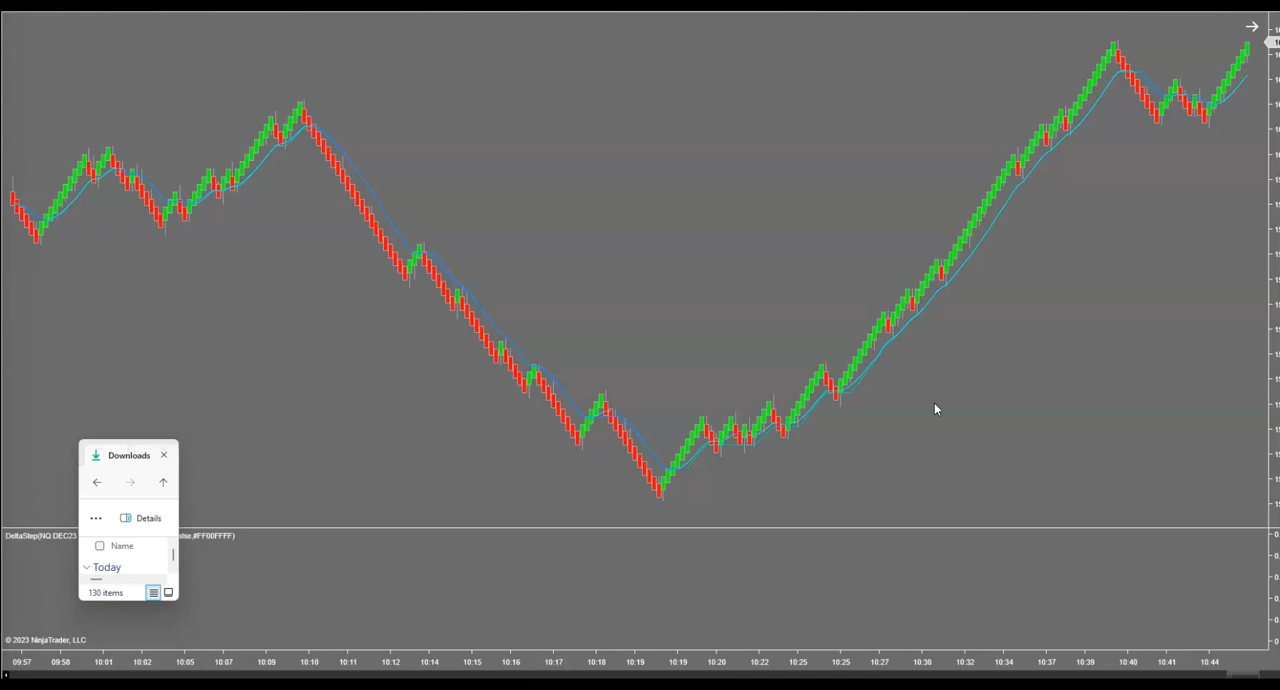 DeltaStep(NQ DEC23
alse,#FF00FFFF)
Downloads
Details
Name
Today
130 items
© 2023 NinjaTrader, LLC
09:57 09:58 10:01 10:02 10:05 10:07 10:09 10:10 10:11 10:12 10:14 10:15 10:16 10:17 10:18 10:19 10:19 10:20 10:22 10:25 10:25 10:27 10:30 10:32 10:34 10:37 10:39 10:40 10:41 10:44